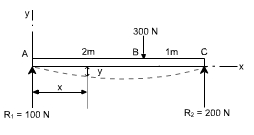 y
300 N
A 2m B 1m C
x
y
x
R₁ = 100 N R₂ = 200 N